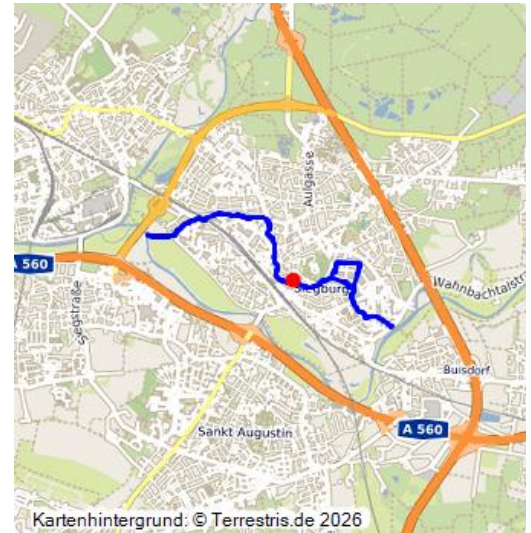 Aulgasse
A 560
Siegstraße
Siegburg
Wahnbachtalstr
Buisdorf
A 560
Sankt Augustin
Kartenhintergrund: © Terrestris.de 2026